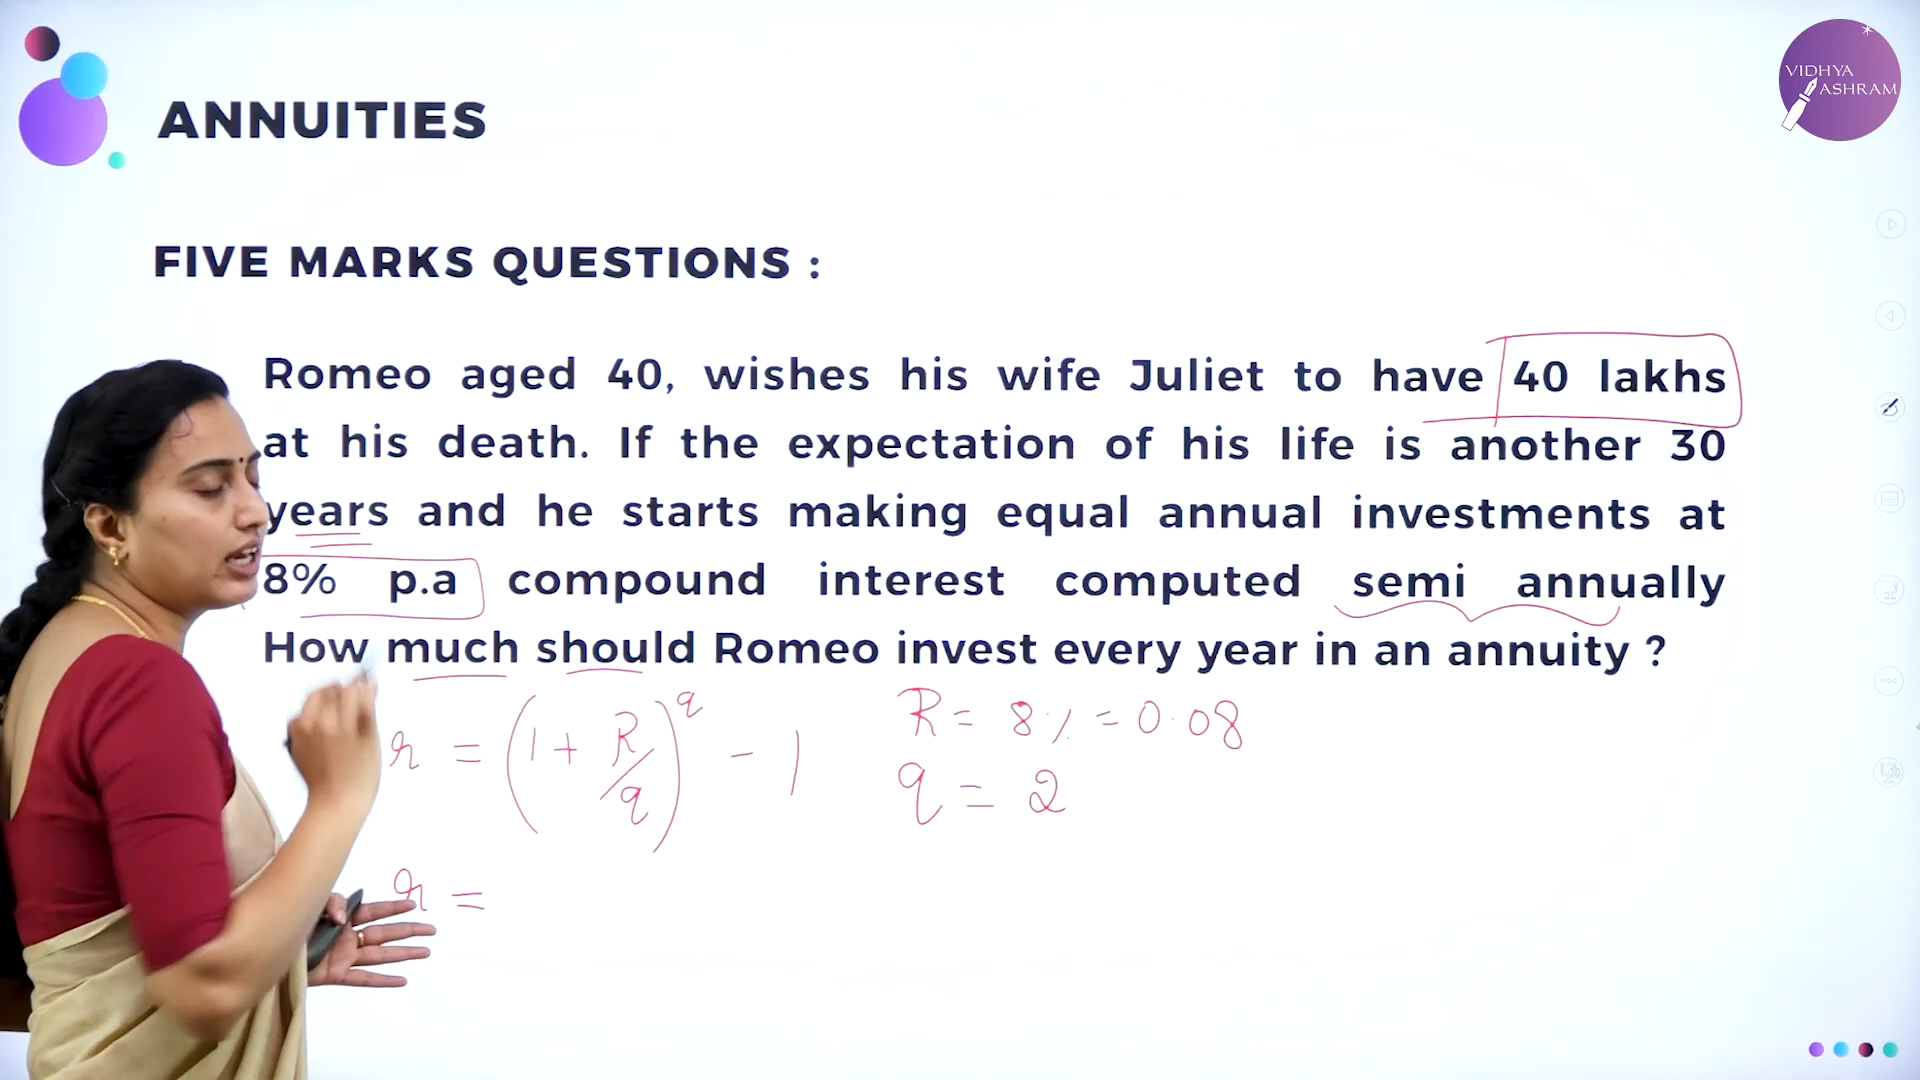 VIDHYA
ASHRAM
ANNUITIES
FIVE MARKS QUESTIONS :
Romeo aged 40, wishes his wife Juliet to have 40 lakhs
at his death. If the expectation of his life is another 30
years and he starts making equal annual investments at
8% p.a compound interest computed semi annually
How much should Romeo invest every year in an annuity ?
r = (1 + R/q)^q - 1
R = 8% = 0.08
q = 2
r =